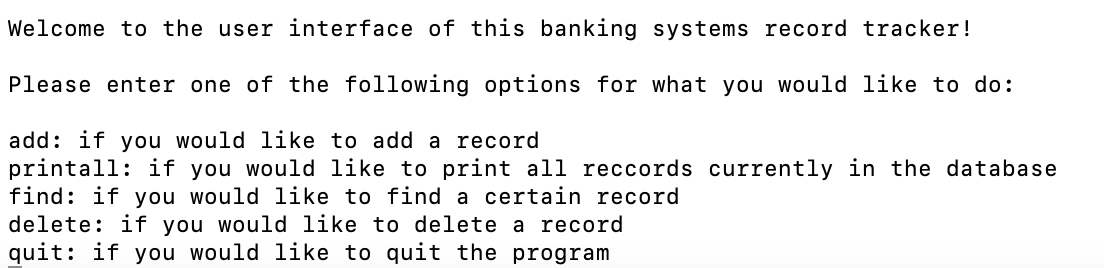 Welcome to the user interface of this banking systems record tracker!
Please enter one of the following options for what you would like to do:
add: if you would like to add a record
printall: if you would like to print all reccords currently in the database
find: if you would like to find a certain record
delete: if you would like to delete a record
quit: if you would like to quit the program